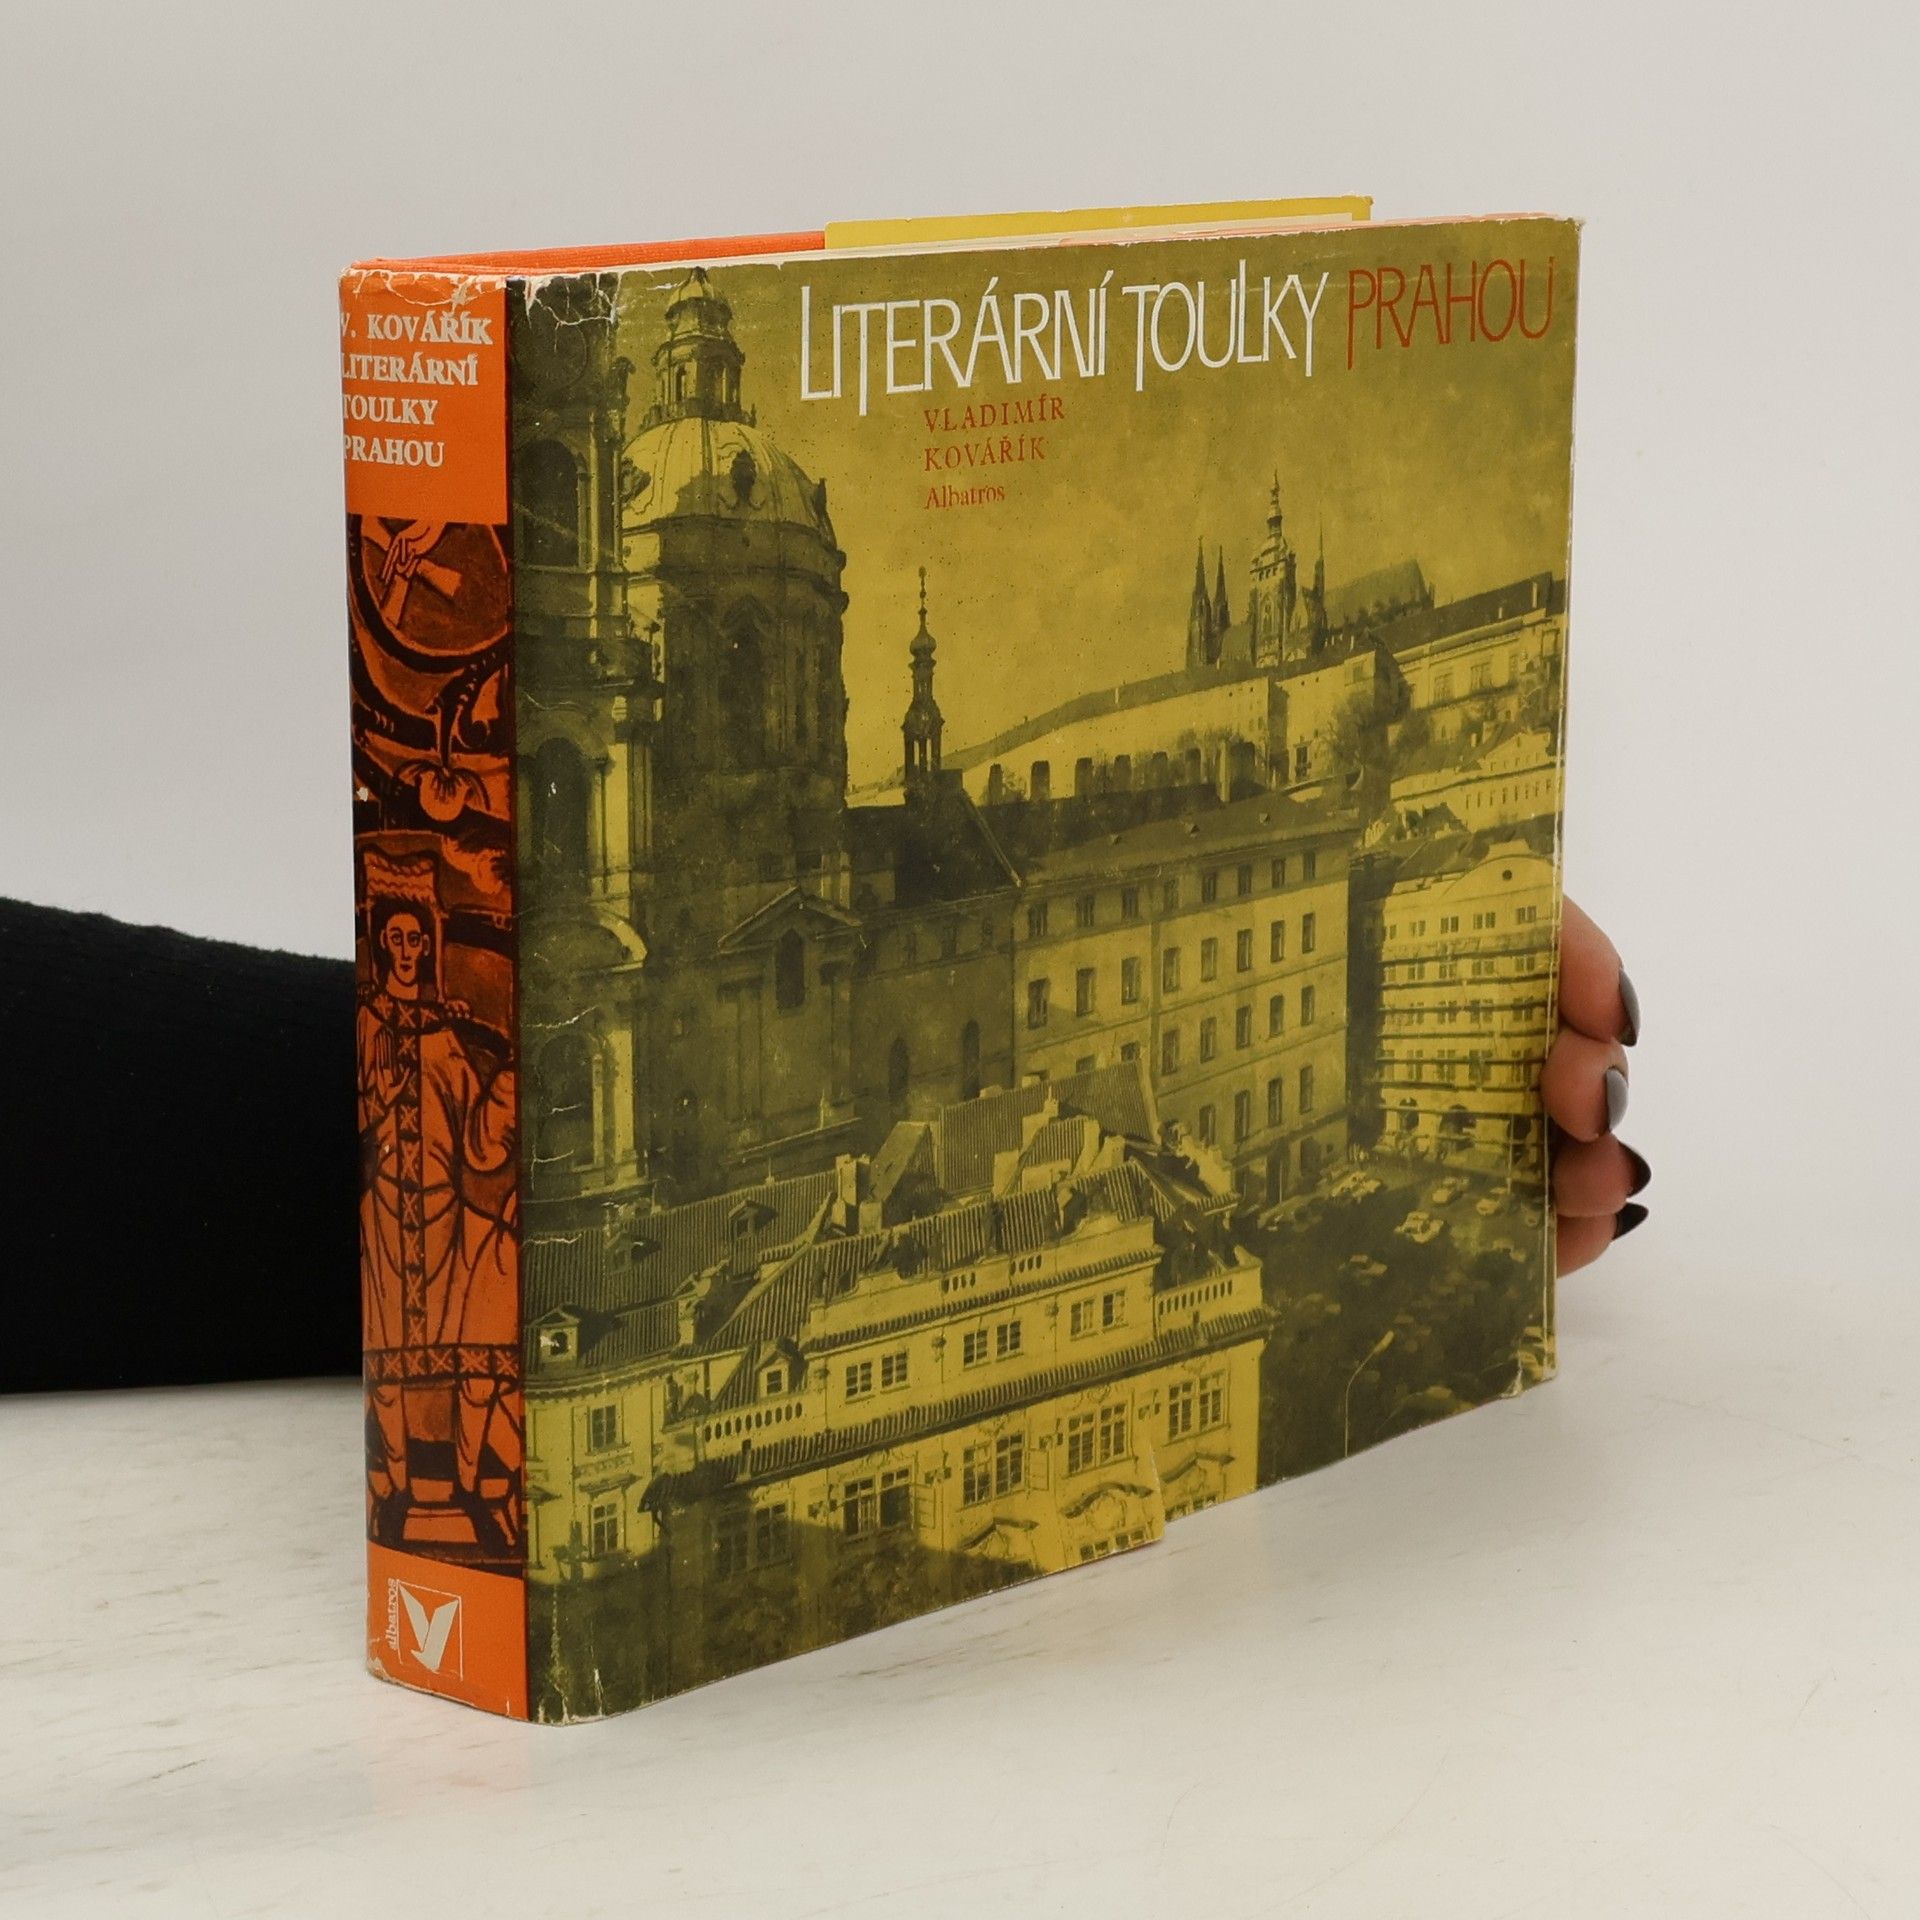 V. KOVÁŘÍK
LITERÁRNÍ
TOULKY
PRAHOU
albatros
LITERÁRNÍ TOULKY PRAHOU
VLADIMÍR
KOVÁŘÍK
Albatros